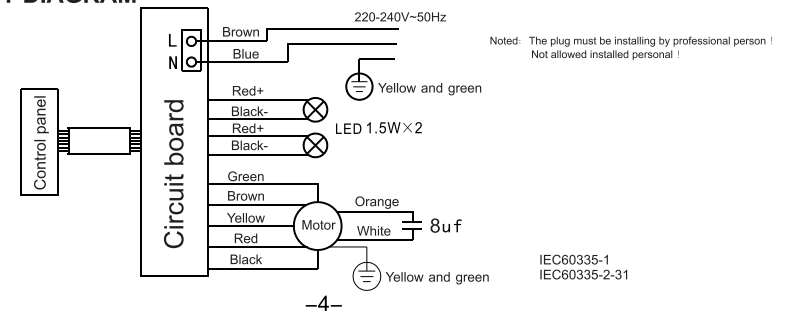 DIAGRAM
220-240V~50Hz
L
Brown
N
Blue
Noted: The plug must be installing by professional person !
Not allowed installed personal !
Yellow and green
Control panel
Circuit board
Red+
Black-
Red+
Black-
LED 1.5W×2
Green
Brown
Yellow
Red
Black
Motor
Orange
White
8uf
Yellow and green
IEC60335-1
IEC60335-2-31
–4–